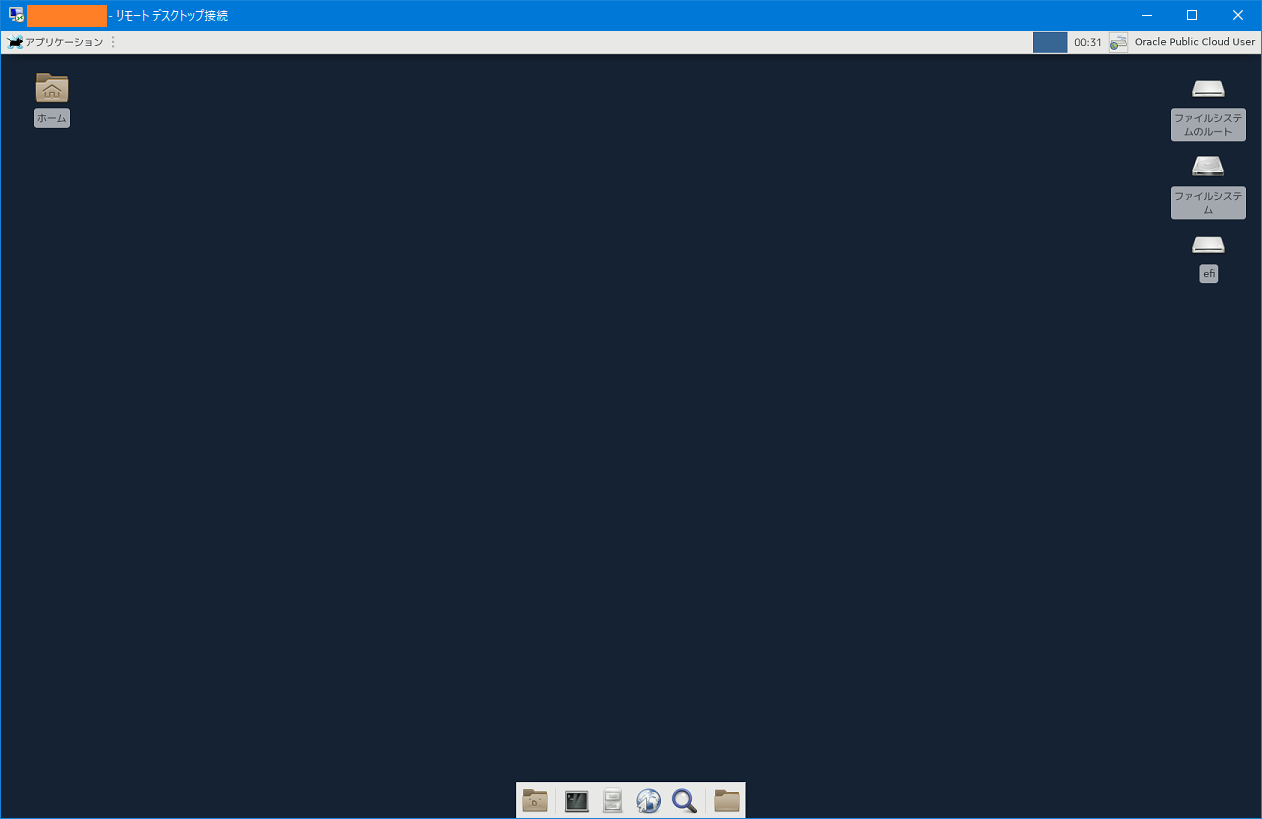 - リモート デスクトップ接続
アプリケーション
00:31
Oracle Public Cloud User
ホーム
ファイルシステ
ムのルート
ファイルシステ
ム
efi